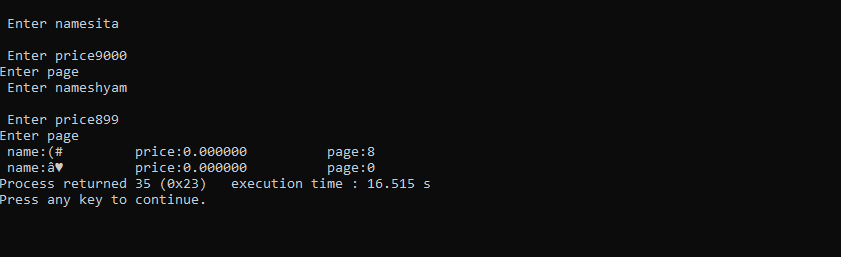 Enter namesita
Enter price9000
Enter page
Enter nameshyam
Enter price899
Enter page
name:(# price:0.000000 page:8
name:â♥ price:0.000000 page:0
Process returned 35 (0x23) execution time : 16.515 s
Press any key to continue.